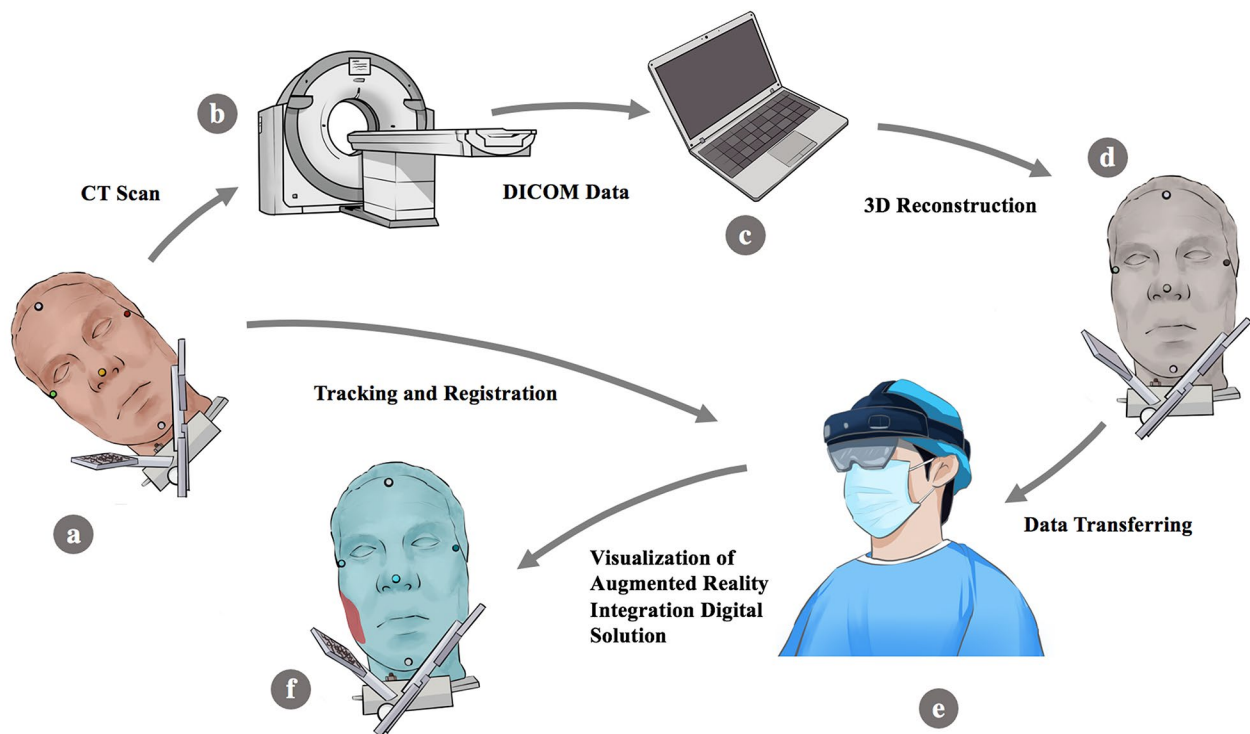 b
d
CT Scan
DICOM Data
c
3D Reconstruction
Tracking and Registration
a
Data Transferring
Visualization of
Augmented Reality
Integration Digital
Solution
f
e